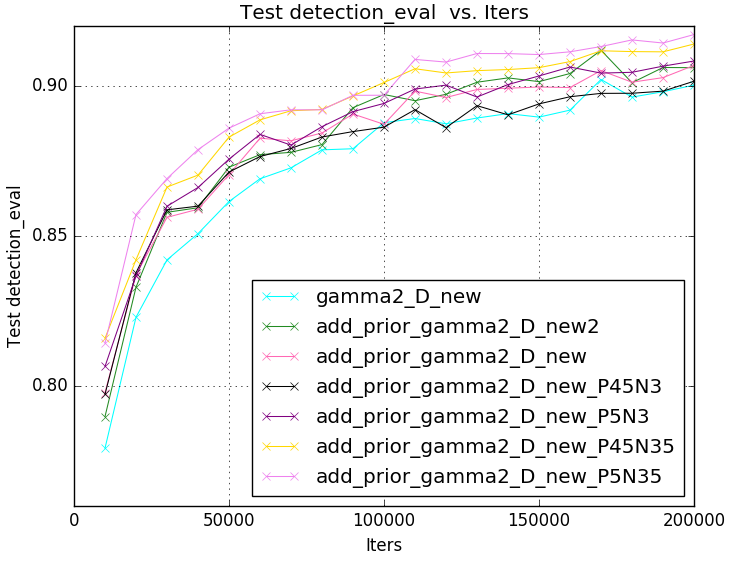 Test detection_eval  vs. Iters
Test detection_eval
0.90
0.85
0.80
gamma2_D_new
add_prior_gamma2_D_new2
add_prior_gamma2_D_new
add_prior_gamma2_D_new_P45N3
add_prior_gamma2_D_new_P5N3
add_prior_gamma2_D_new_P45N35
add_prior_gamma2_D_new_P5N35
0 50000 100000 150000 200000
Iters